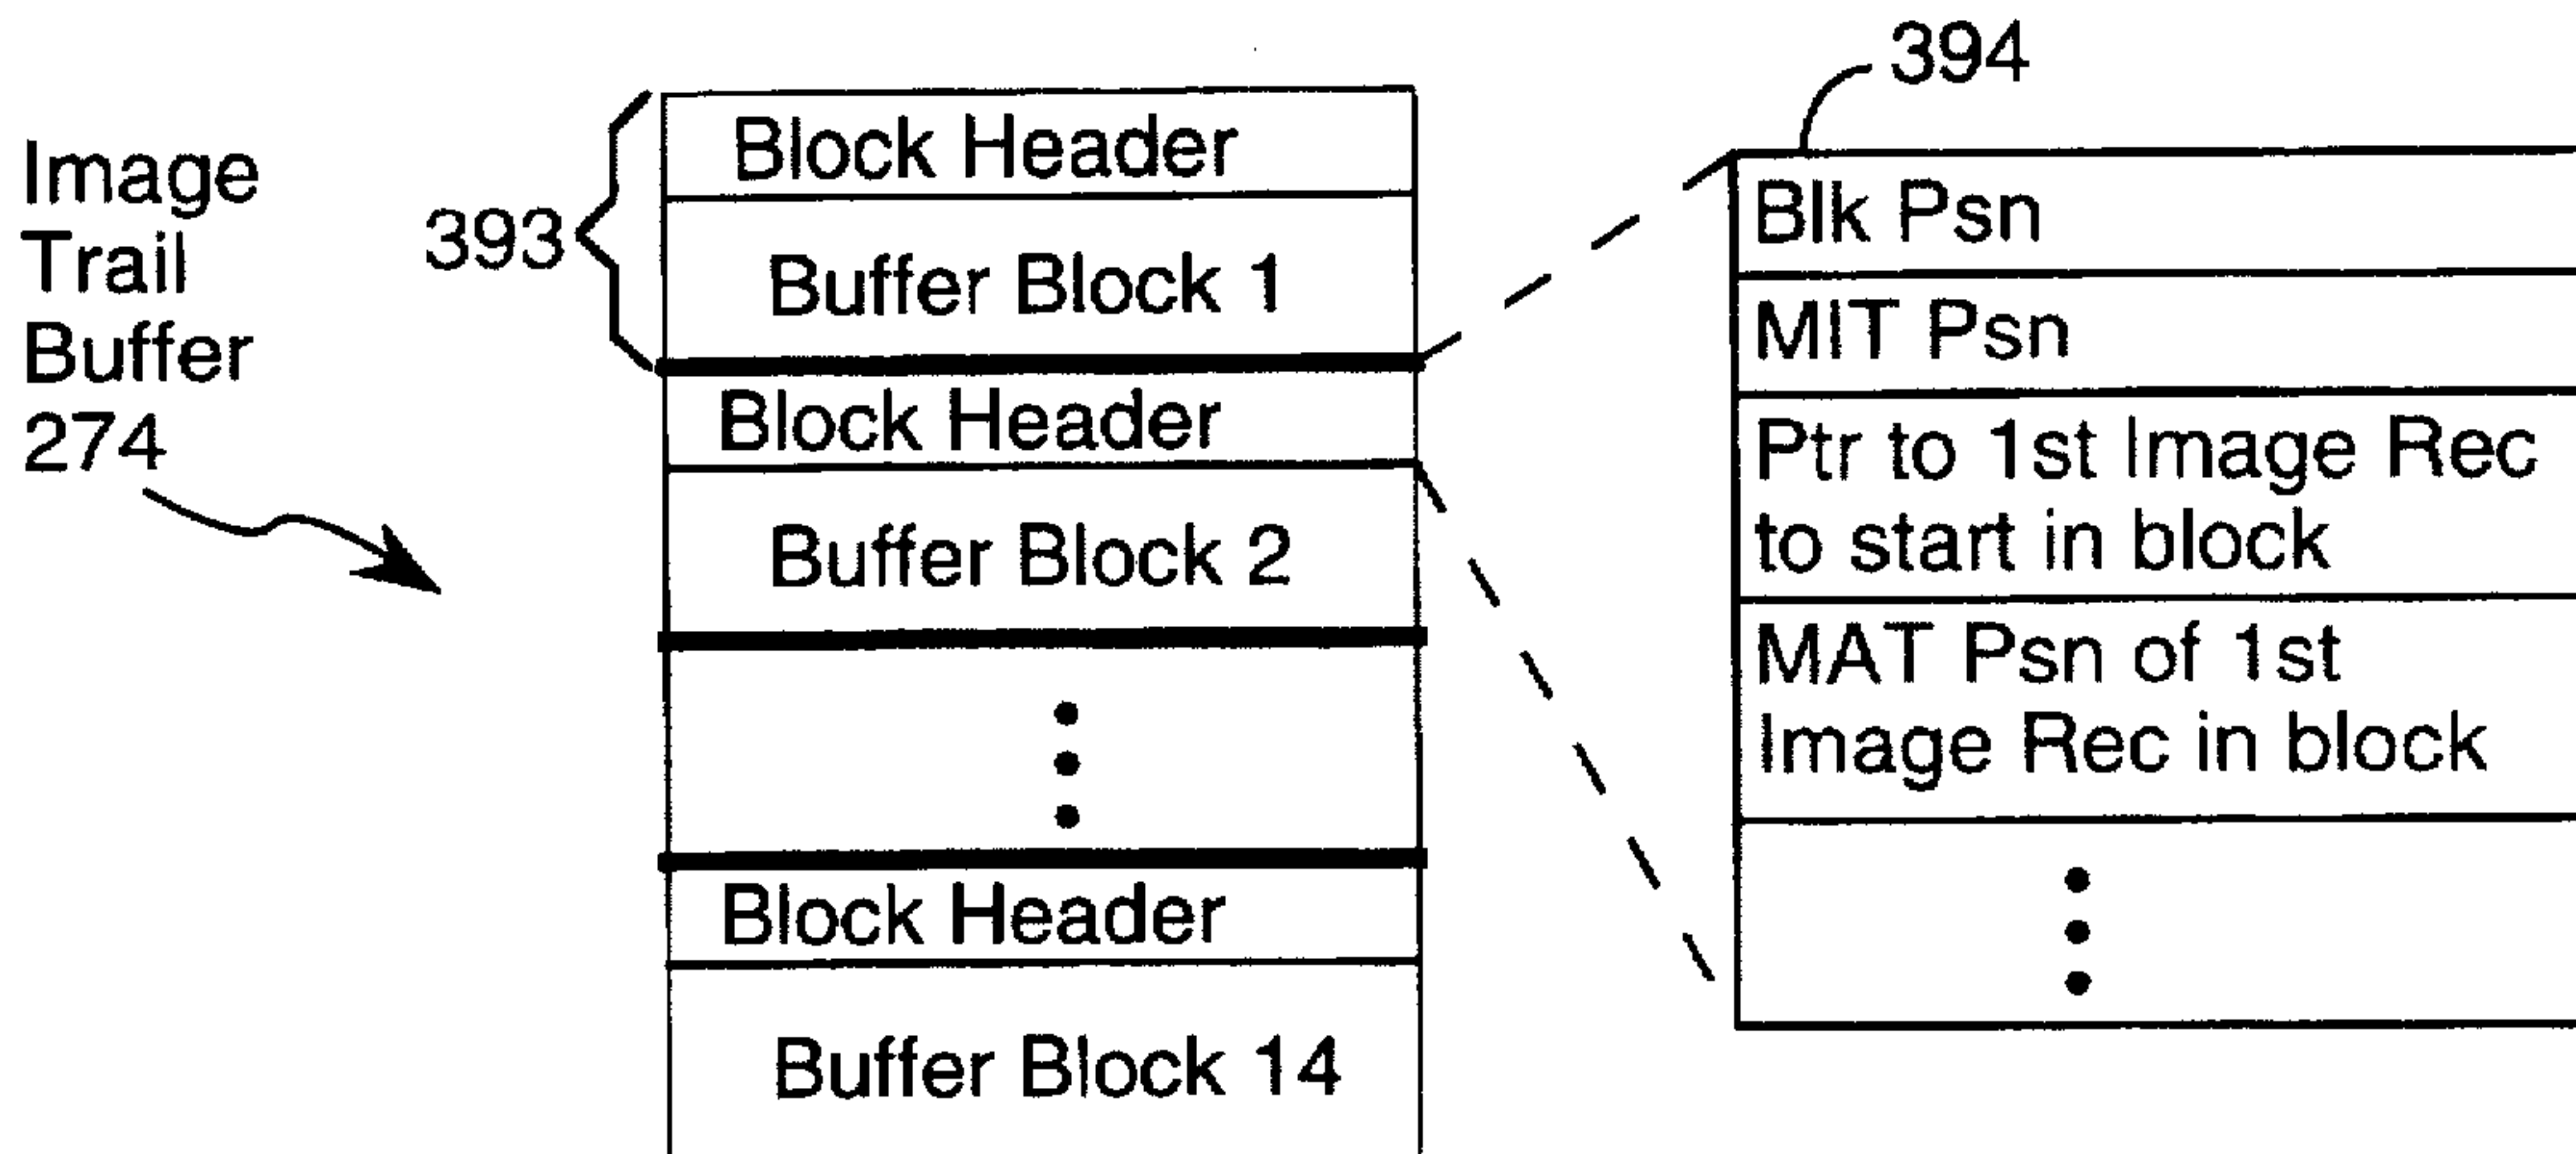 Image
Trail
Buffer
274
393
Block Header
Buffer Block 1
Block Header
Buffer Block 2
Block Header
Buffer Block 14
394
Blk Psn
MIT Psn
Ptr to 1st Image Rec
to start in block
MAT Psn of 1st
Image Rec in block